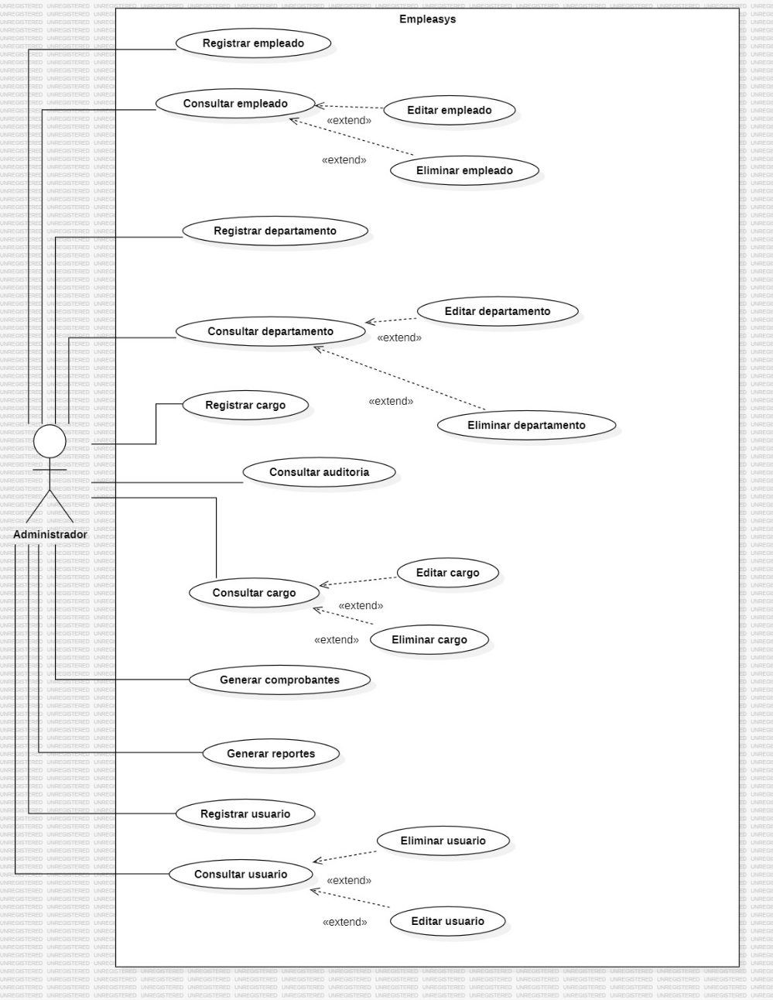 Empleasys
Registrar empleado
Consultar empleado
Editar empleado
«extend»
«extend»
Eliminar empleado
Registrar departamento
Editar departamento
Consultar departamento
«extend»
«extend»
Registrar cargo
Eliminar departamento
Consultar auditoria
Administrador
Editar cargo
Consultar cargo
«extend»
«extend»
Eliminar cargo
Generar comprobantes
Generar reportes
Registrar usuario
Eliminar usuario
Consultar usuario
«extend»
«extend»
Editar usuario
UNREGISTERED